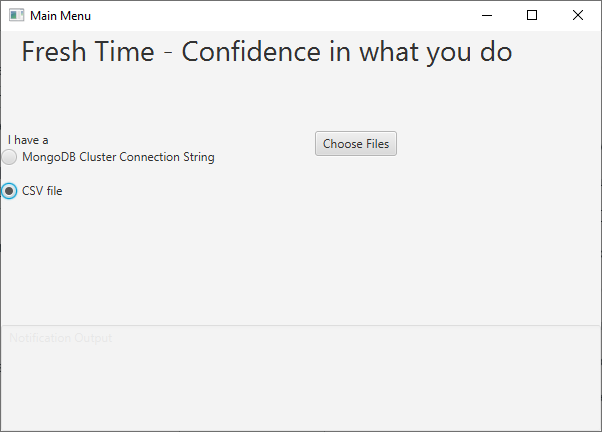 Main Menu
Fresh Time - Confidence in what you do
I have a
Choose Files
MongoDB Cluster Connection String
CSV file
Notification Output